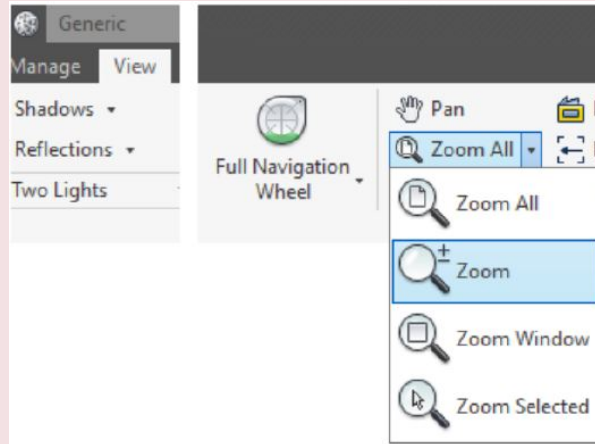 Generic
Manage View
Shadows
Reflections
Two Lights
Full Navigation
Wheel
Pan
Zoom All
Zoom All
Zoom
Zoom Window
Zoom Selected